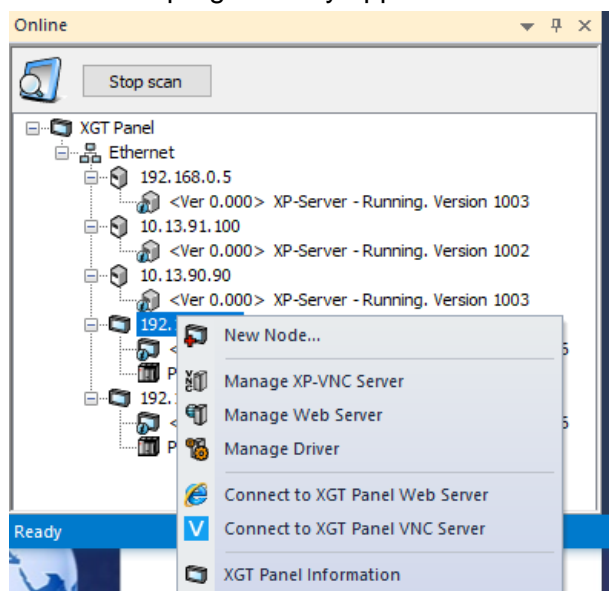 Online
Stop scan
XGT Panel
Ethernet
192.168.0.5
<Ver 0.000> XP-Server - Running. Version 1003
10.13.91.100
<Ver 0.000> XP-Server - Running. Version 1002
10.13.90.90
<Ver 0.000> XP-Server - Running. Version 1003
192.
New Node...
<
P
Manage XP-VNC Server
192.
Manage Web Server
<
P
Manage Driver
Connect to XGT Panel Web Server
Ready
V
Connect to XGT Panel VNC Server
XGT Panel Information